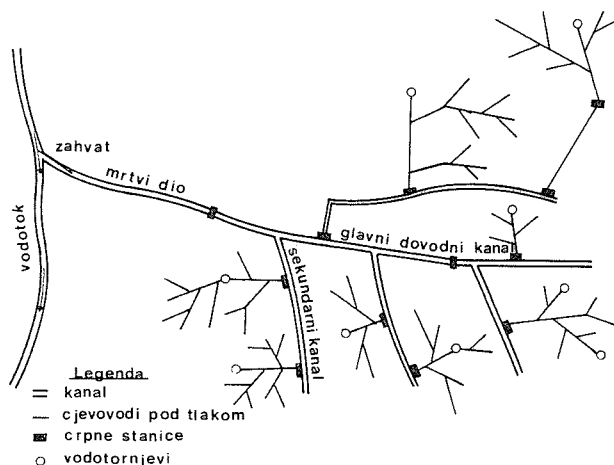 zahvat
mrtvi dio
vodotok
glavni dovodni kanal
sekundarni kanal
Legenda
kanal
cjevovodi pod tlakom
crpne stanice
vodotornjevi